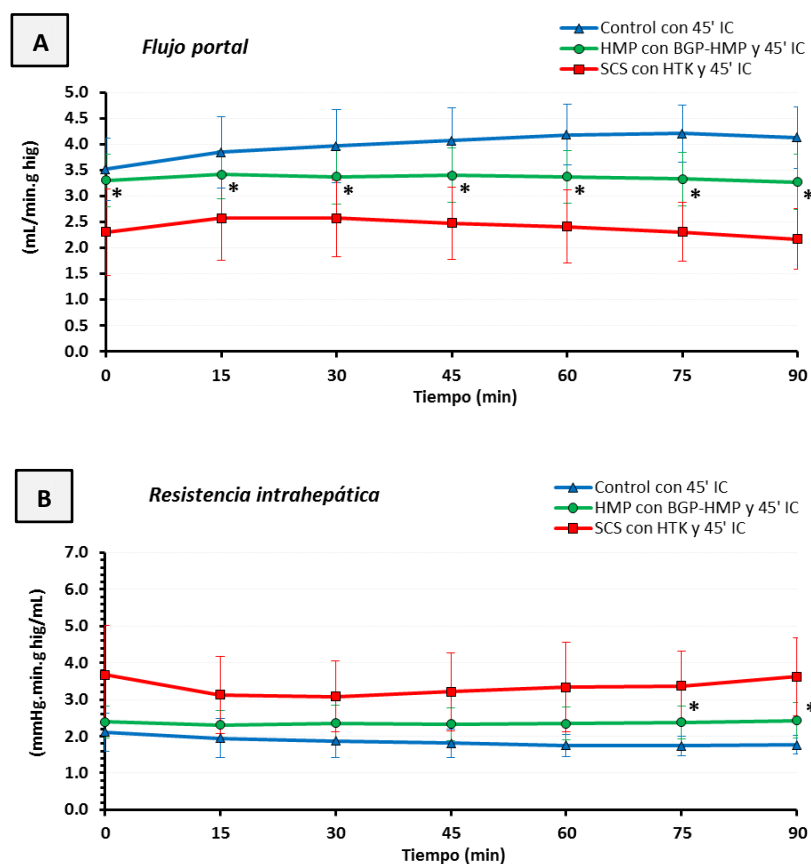 A
Flujo portal
Control con 45' IC
HMP con BGP-HMP y 45' IC
SCS con HTK y 45' IC
(mL/min.g hig)
5.0
4.5
4.0
3.5
3.0
2.5
2.0
1.5
1.0
0.5
0.0
* * * * * * *
0 15 30 45 60 75 90
Tiempo (min)
B
Resistencia intrahepática
Control con 45' IC
HMP con BGP-HMP y 45' IC
SCS con HTK y 45' IC
(mmHg.min.g hig/mL)
7.0
6.0
5.0
4.0
3.0
2.0
1.0
0.0
* *
0 15 30 45 60 75 90
Tiempo (min)